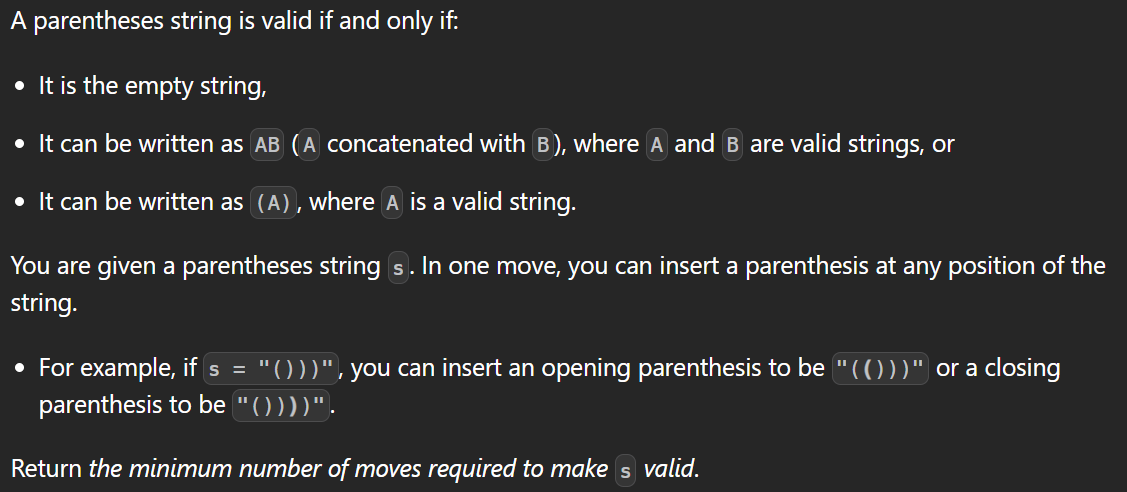 A parentheses string is valid if and only if:
• It is the empty string,
• It can be written as AB (A concatenated with B), where A and B are valid strings, or
• It can be written as (A), where A is a valid string.
You are given a parentheses string s. In one move, you can insert a parenthesis at any position of the
string.
• For example, if s = "()))", you can insert an opening parenthesis to be "(()))" or a closing
parenthesis to be "())))".
Return the minimum number of moves required to make s valid.